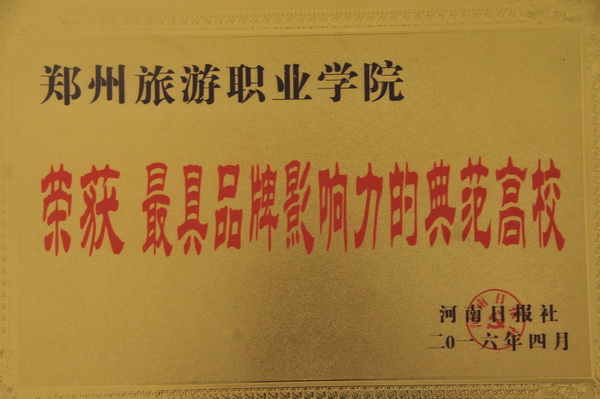 郑州旅游职业学院
荣获 最具品牌影响力的典范高校
河南日报社
二0一六年四月